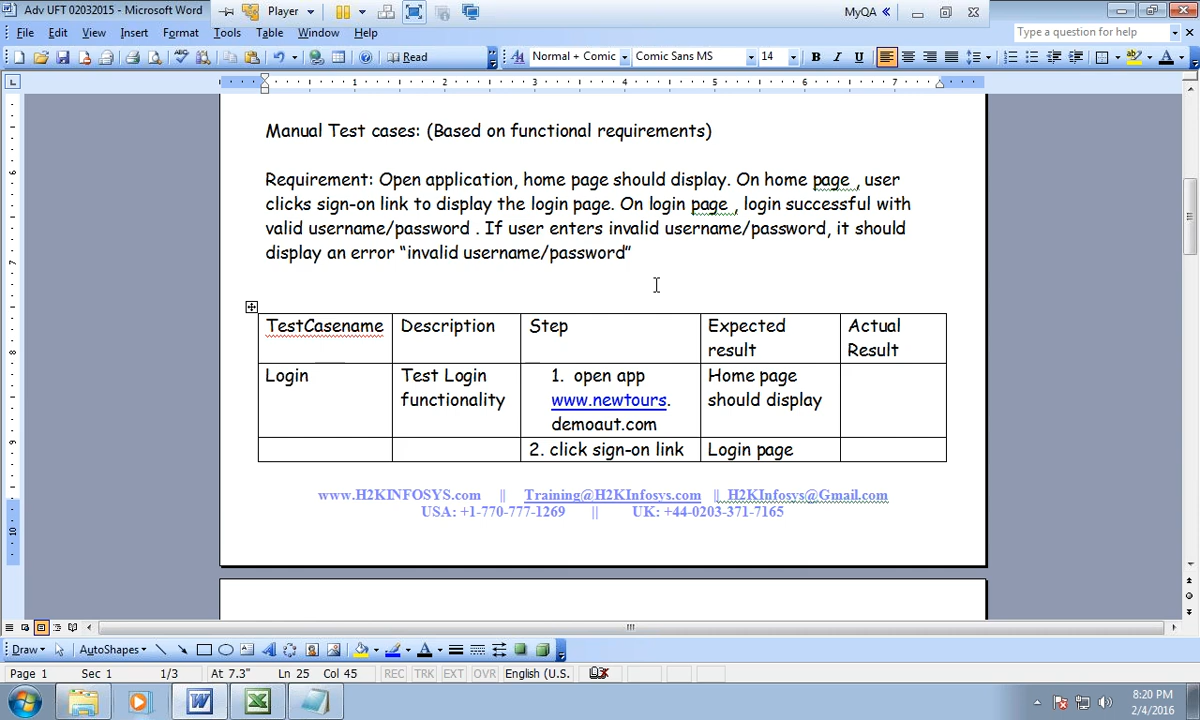 Adv UFT 02032015 - Microsoft Word
Player
MyQA
File Edit View Insert Format Tools Table Window Help
Type a question for help
Read
Normal + Comic
Comic Sans MS
14
B I U
1 2 3 4 5 6 7
Manual Test cases: (Based on functional requirements)
Requirement: Open application, home page should display. On home page , user
clicks sign-on link to display the login page. On login page , login successful with
valid username/password . If user enters invalid username/password, it should
display an error “invalid username/password”
TestCasename Description Step Expected result Actual Result
Login Test Login functionality 1. open app www.newtours.demoaut.com Home page should display
2. click sign-on link Login page
www.H2KINFOSYS.com || Training@H2KInfosys.com || H2KInfosys@Gmail.com
USA: +1-770-777-1269 || UK: +44-0203-371-7165
Draw AutoShapes
Page 1 Sec 1 1/3 At 7.3" Ln 25 Col 45 REC TRK EXT OVR English (U.S.
8:20 PM
2/4/2016